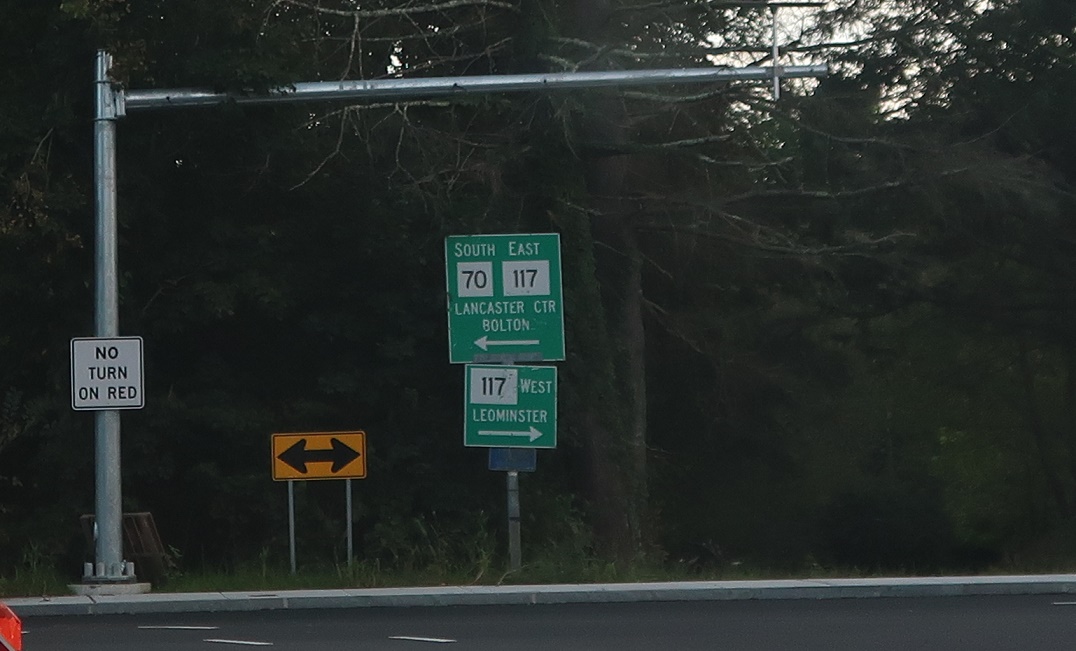 SOUTH EAST
70 117
LANCASTER CTR
BOLTON
117 WEST
LEOMINSTER
NO
TURN
ON RED